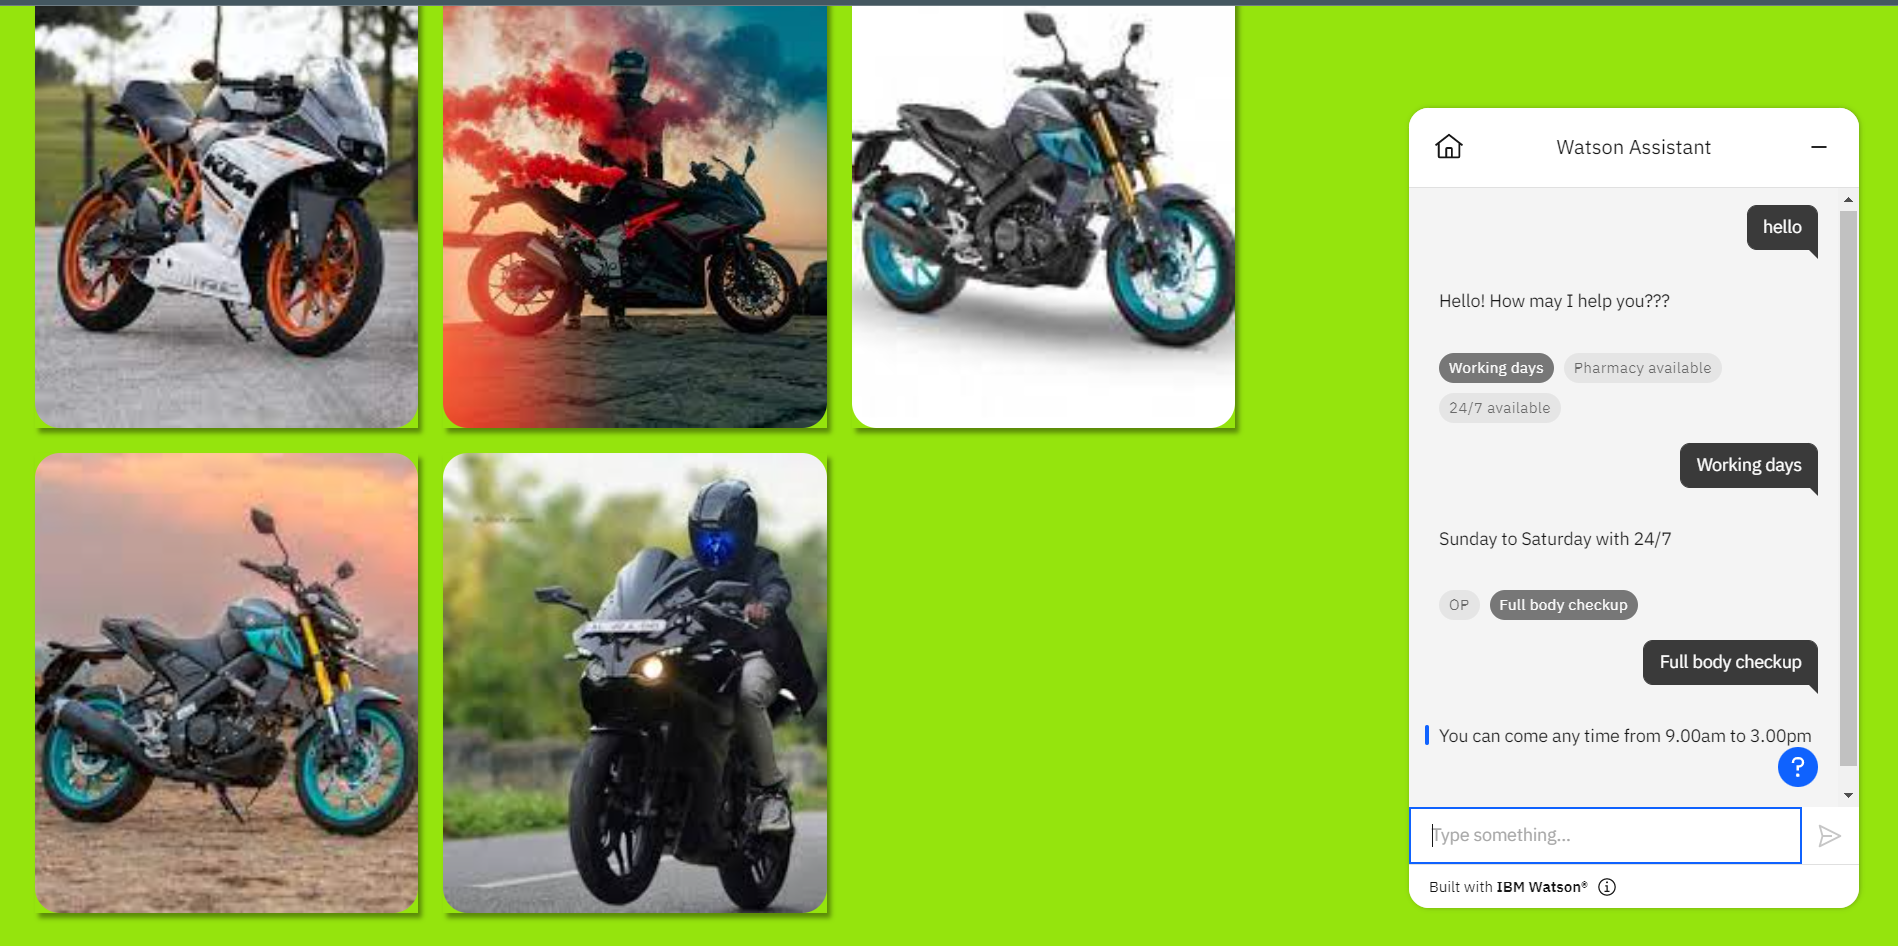 KTM
Watson Assistant
hello
Hello! How may I help you???
Working days
Pharmacy available
24/7 available
Working days
Sunday to Saturday with 24/7
OP
Full body checkup
Full body checkup
You can come any time from 9.00am to 3.00pm
?
Type something...
Built with IBM Watson®